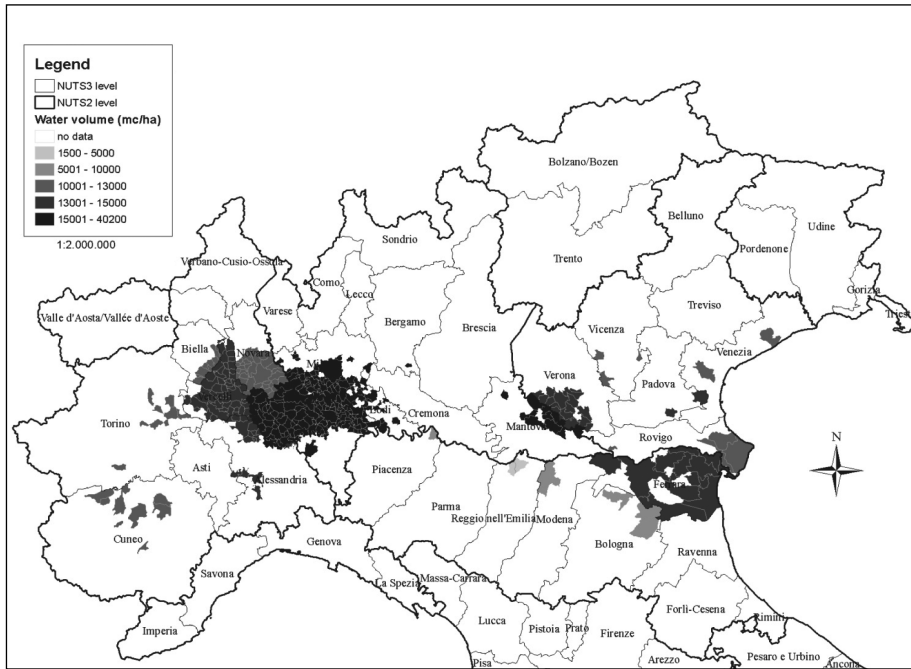 Legend
NUTS3 level
NUTS2 level
Water volume (mc/ha)
no data
1500 - 5000
5001 - 10000
10001 - 13000
13001 - 15000
15001 - 40200
1:2.000.000
Bolzano/Bozen
Belluno
Udine
Sondrio
Trento
Pordenone
Verbano-Cusio-Ossola
Como
Lecco
Gorizia
Valle d'Aosta/Vallée d'Aoste
Varese
Bergamo
Treviso
Trieste
Brescia
Vicenza
Biella
Novara
Venezia
Verona
Padova
Lodi
Cremona
Torino
Mantova
Rovigo
N
Asti
Piacenza
Alessandria
Ferrara
Parma
Reggio nell'Emilia
Modena
Cuneo
Genova
Bologna
Ravenna
Savona
La Spezia
Massa-Carrara
Forlì-Cesena
Imperia
Lucca
Pistoia
Prato
Firenze
Rimini
Pisa
Arezzo
Pesaro e Urbino
Ancona